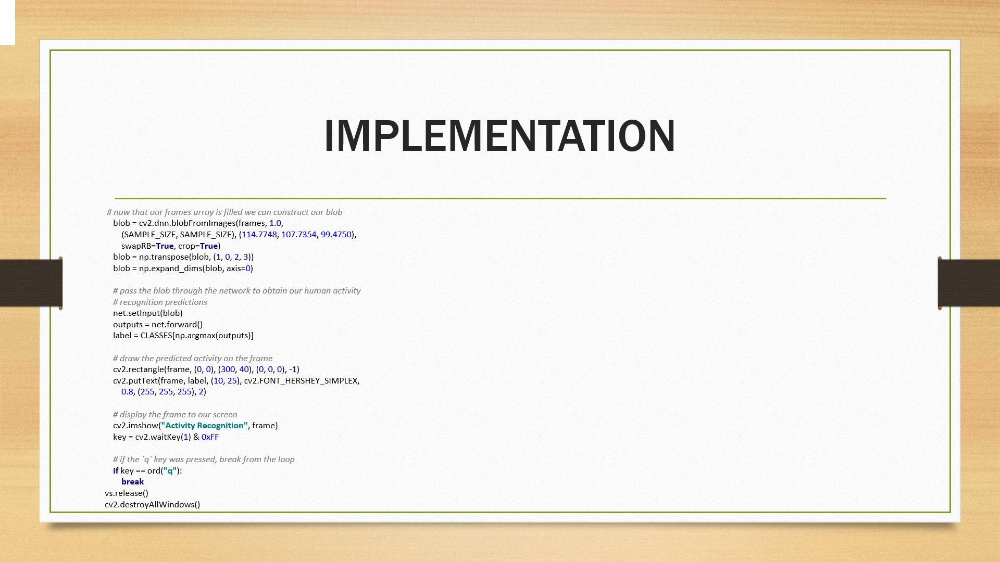 IMPLEMENTATION
# now that our frames array is filled we can construct our blob
blob = cv2.dnn.blobFromImages(frames, 1.0,
(SAMPLE_SIZE, SAMPLE_SIZE), (114.7748, 107.7354, 99.4750),
swapRB=True, crop=True)
blob = np.transpose(blob, (1, 0, 2, 3))
blob = np.expand_dims(blob, axis=0)
# pass the blob through the network to obtain our human activity
# recognition predictions
net.setInput(blob)
outputs = net.forward()
label = CLASSES[np.argmax(outputs)]
# draw the predicted activity on the frame
cv2.rectangle(frame, (0, 0), (300, 40), (0, 0, 0), -1)
cv2.putText(frame, label, (10, 25), cv2.FONT_HERSHEY_SIMPLEX,
0.8, (255, 255, 255), 2)
# display the frame to our screen
cv2.imshow("Activity Recognition", frame)
key = cv2.waitKey(1) & 0xFF
# if the `q` key was pressed, break from the loop
if key == ord("q"):
break
vs.release()
cv2.destroyAllWindows()